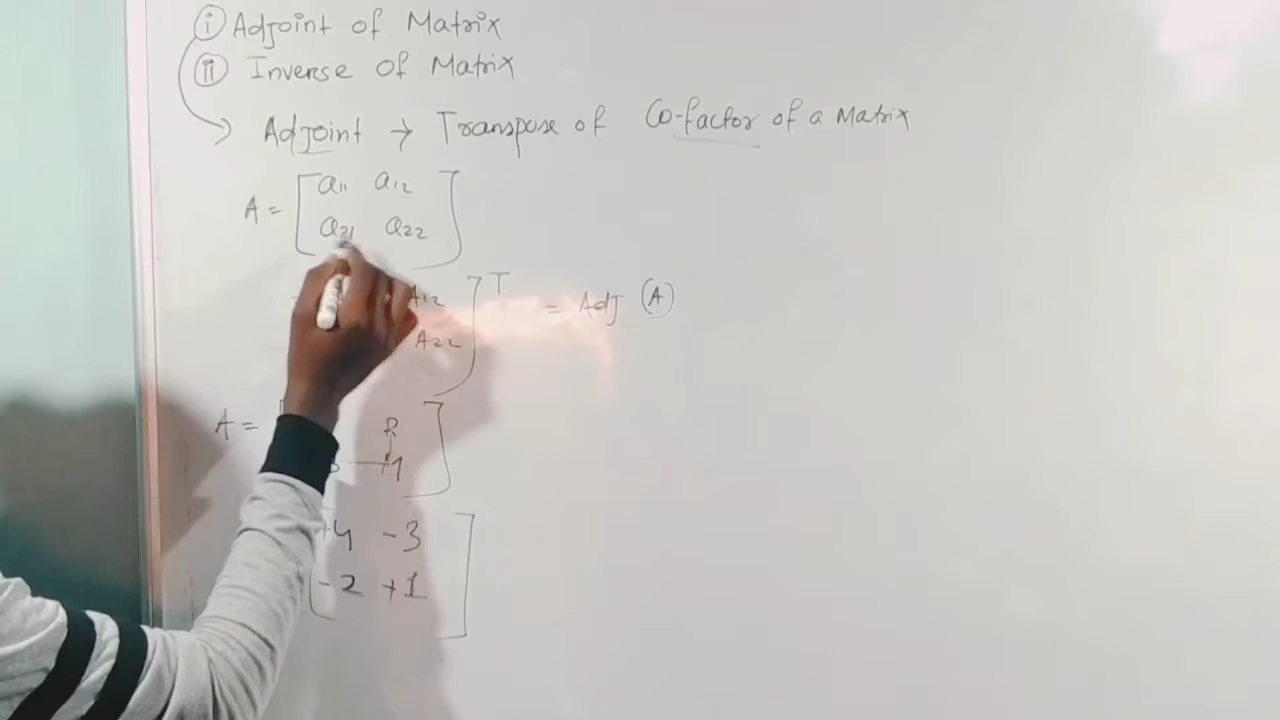 (i) Adjoint of Matrix
(ii) Inverse of Matrix
Adjoint → Transpose of Co-factor of a Matrix
A = [ a11 a12
a21 a22 ]
A12 ]T = Adj (A)
A22
A = [
+4 -3
-2 +1 ]